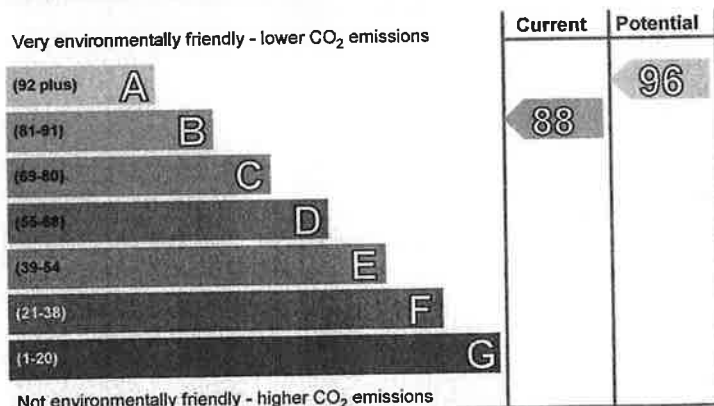 Current Potential
Very environmentally friendly - lower CO₂ emissions
(92 plus) A 96
(81-91) B 88
(69-80) C
(55-68) D
(39-54 E
(21-38) F
(1-20) G
Not environmentally friendly - higher CO₂ emissions